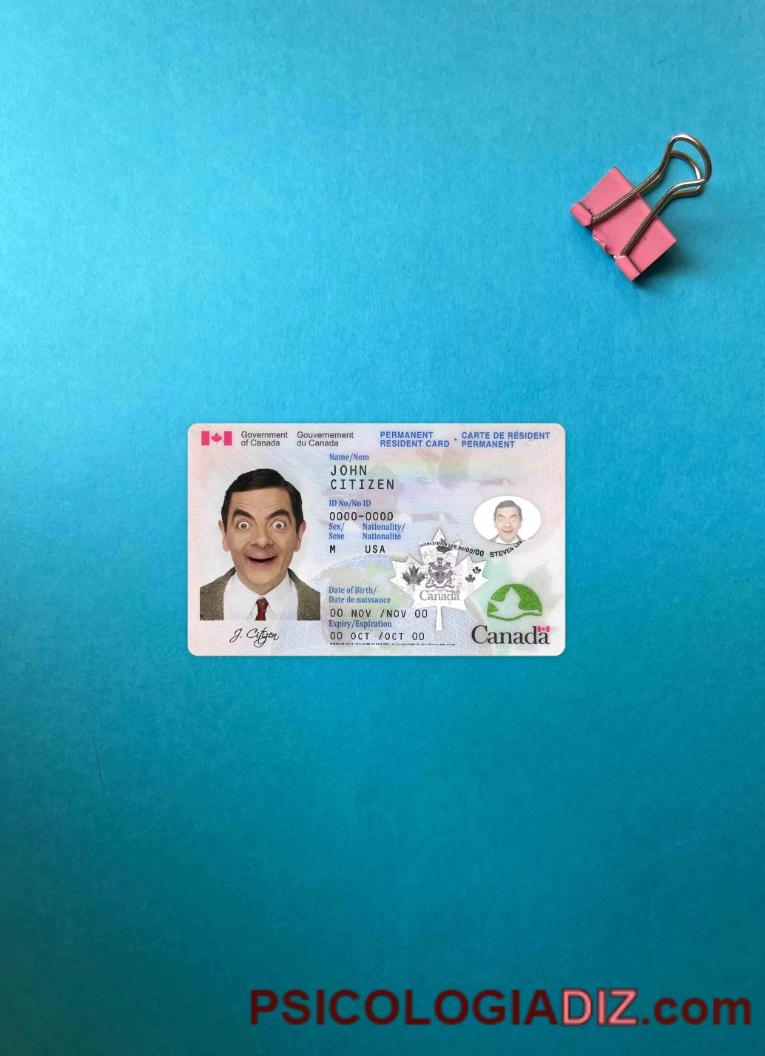 Government of Canada
Gouvernement du Canada
PERMANENT RESIDENT CARD
CARTE DE RÉSIDENT PERMANENT
Name/Nom
JOHN
CITIZEN
ID No/No ID
0000-0000
Sex/Sexe
Nationality/Nationalité
M USA
Date of Birth/
Date de naissance
00 NOV /NOV 00
Expiry/Expiration
00 OCT /OCT 00
J. Citizen
00/00/00 STEVEN
Canada
Canada
PSICOLOGIADIZ.com